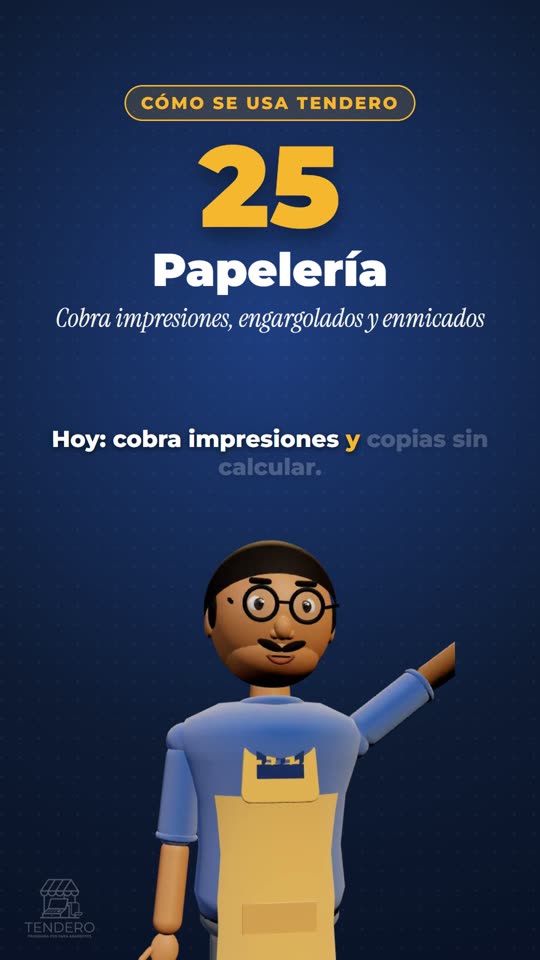 CÓMO SE USA TENDERO
25
Papelería
Cobra impresiones, engargolados y enmicados
Hoy: cobra impresiones y copias sin
calcular.
TENDERO